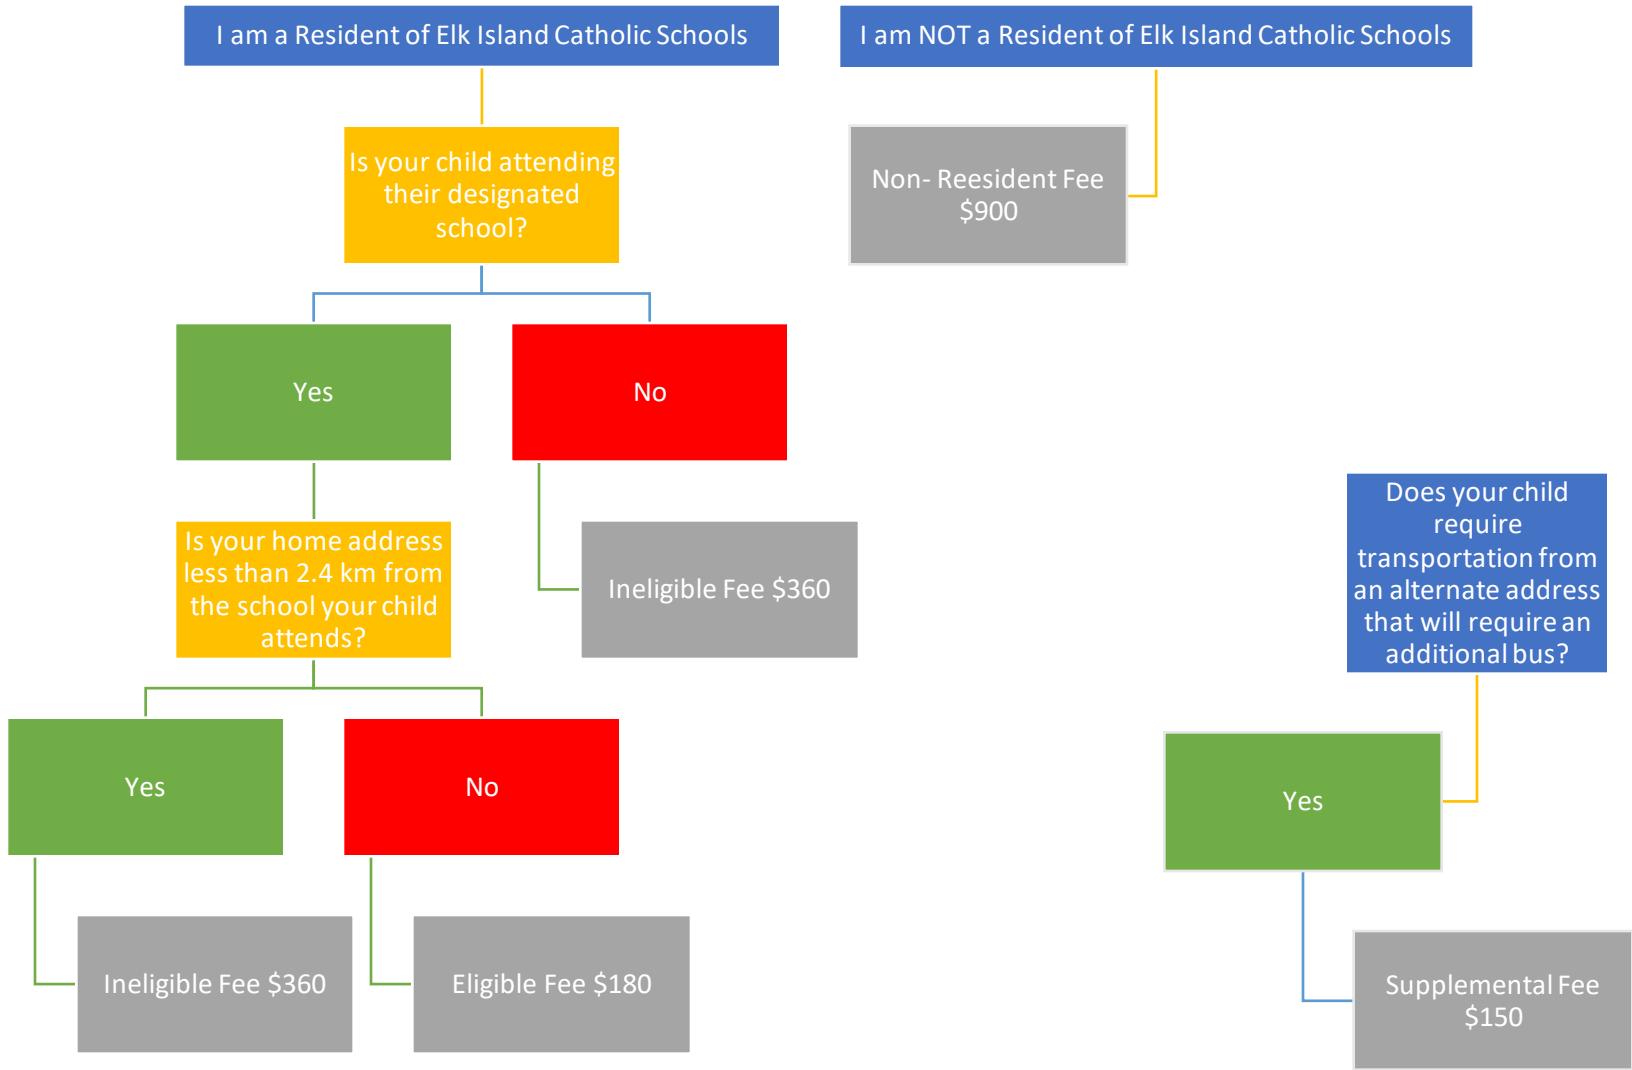 I am a Resident of Elk Island Catholic Schools
I am NOT a Resident of Elk Island Catholic Schools
Is your child attending
their designated
school?
Non- Reesident Fee
$900
Yes
No
Is your home address
less than 2.4 km from
the school your child
attends?
Ineligible Fee $360
Does your child
require
transportation from
an alternate address
that will require an
additional bus?
Yes
No
Yes
Ineligible Fee $360
Eligible Fee $180
Supplemental Fee
$150